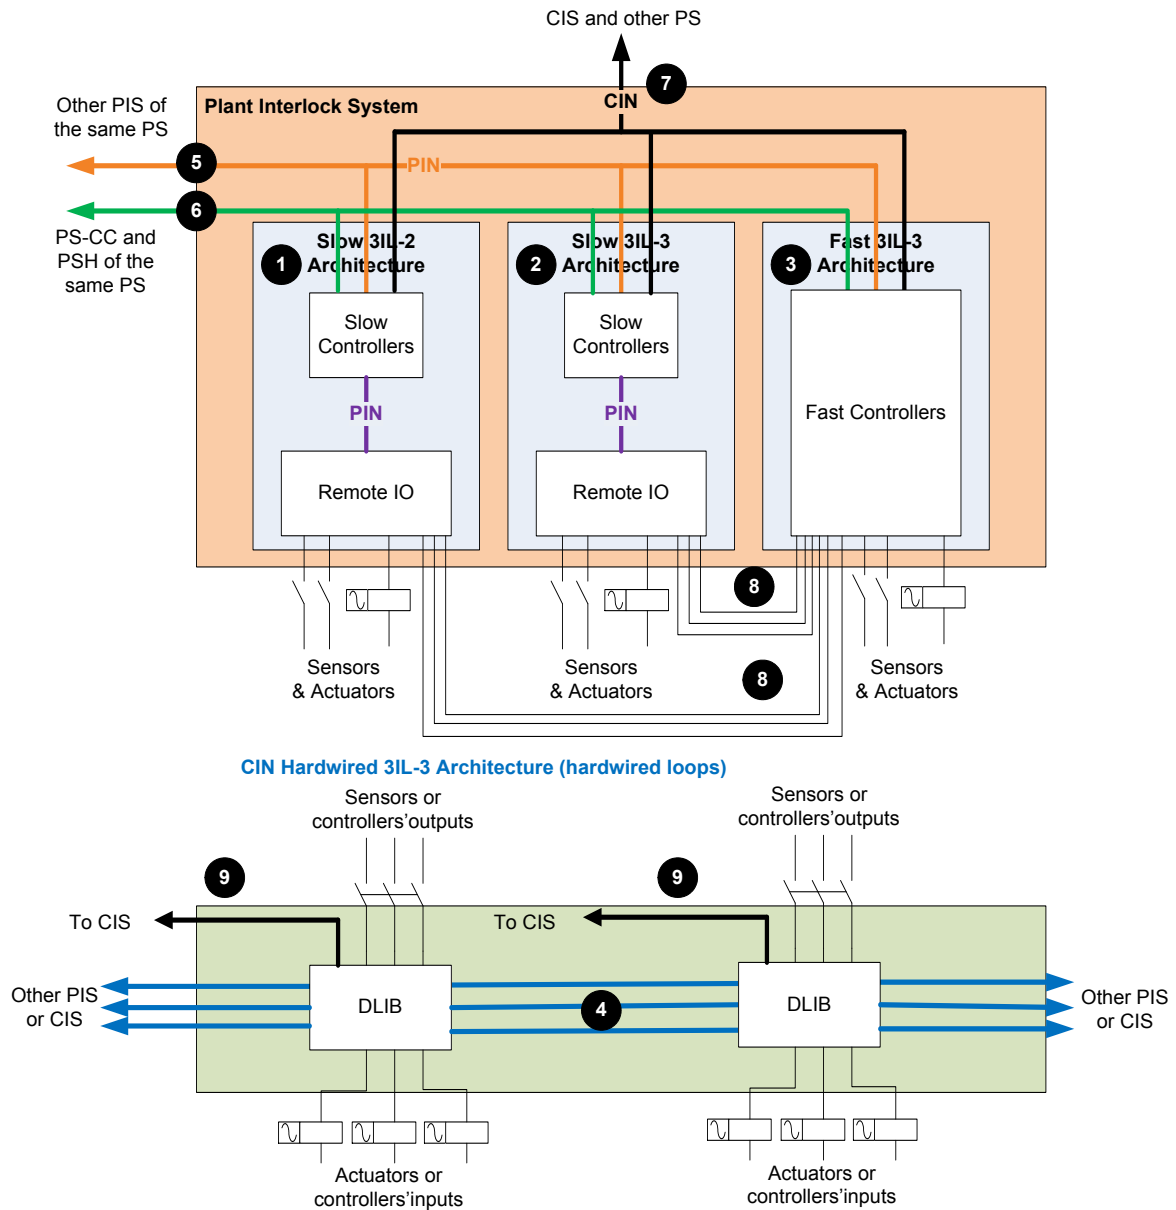 CIS and other PS
7
Plant Interlock System
CIN
Other PIS of
the same PS
5
PIN
6
PS-CC and
PSH of the
same PS
1
Slow 3IL-2
Architecture
2
Slow 3IL-3
Architecture
3
Fast 3IL-3
Architecture
Slow
Controllers
Slow
Controllers
Fast Controllers
PIN
PIN
Remote IO
Remote IO
8
Sensors
& Actuators
Sensors
& Actuators
8
Sensors
& Actuators
CIN Hardwired 3IL-3 Architecture (hardwired loops)
Sensors or
controllers'outputs
Sensors or
controllers'outputs
9
9
To CIS
To CIS
Other PIS
or CIS
DLIB
4
DLIB
Other PIS
or CIS
Actuators or
controllers'inputs
Actuators or
controllers'inputs